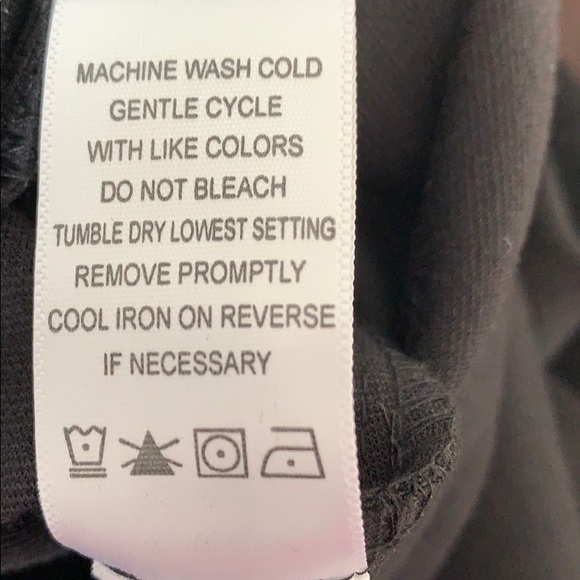 MACHINE WASH COLD
GENTLE CYCLE
WITH LIKE COLORS
DO NOT BLEACH
TUMBLE DRY LOWEST SETTING
REMOVE PROMPTLY
COOL IRON ON REVERSE
IF NECESSARY